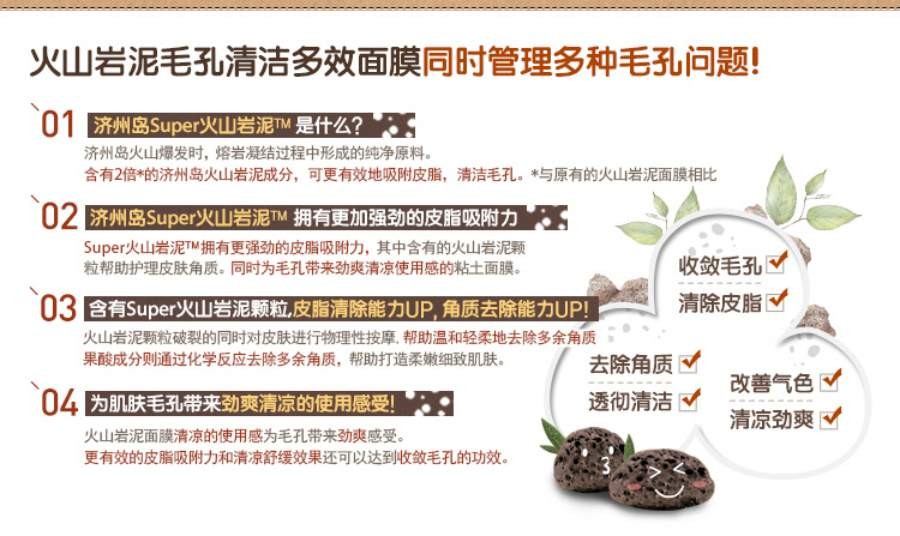 火山岩泥毛孔清洁多效面膜同时管理多种毛孔问题!
01 济州岛Super火山岩泥™ 是什么?
济州岛火山爆发时, 熔岩凝结过程中形成的纯净原料。
含有2倍*的济州岛火山岩泥成分，可更有效地吸附皮脂，清洁毛孔。*与原有的火山岩泥面膜相比
02 济州岛Super火山岩泥™ 拥有更加强劲的皮脂吸附力
Super火山岩泥™拥有更强劲的皮脂吸附力，其中含有的火山岩泥颗
粒帮助护理皮肤角质。同时为毛孔带来劲爽清凉使用感的粘土面膜。
03 含有Super火山岩泥颗粒,皮脂清除能力UP, 角质去除能力UP!
火山岩泥颗粒破裂的同时对皮肤进行物理性按摩, 帮助温和轻柔地去除多余角质
果酸成分则通过化学反应去除多余角质，帮助打造柔嫩细致肌肤。
04 为肌肤毛孔带来劲爽清凉的使用感受!
火山岩泥面膜清凉的使用感为毛孔带来劲爽感受。
更有效的皮脂吸附力和清凉舒缓效果还可以达到收敛毛孔的功效。
收敛毛孔
清除皮脂
去除角质
透彻清洁
改善气色
清凉劲爽